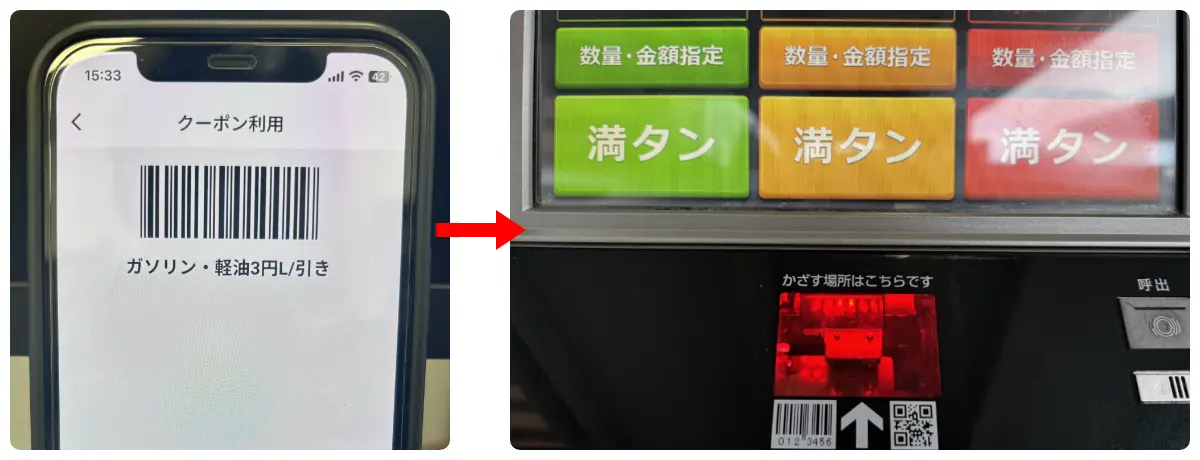 15:33
42
クーポン利用
ガソリン・軽油3円L/引き
数量・金額指定
数量・金額指定
数量・金額指定
満タン
満タン
満タン
かざす場所はこちらです
呼出
0123456